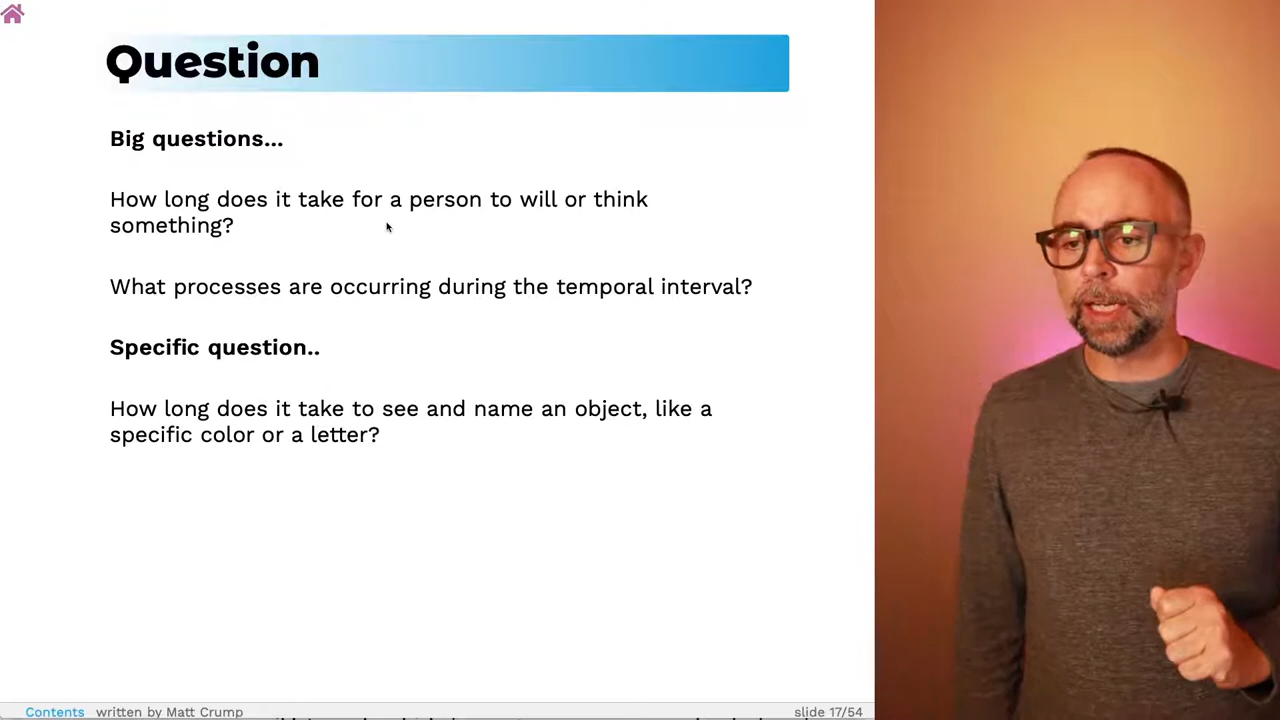 Question
Big questions...
How long does it take for a person to will or think
something?
What processes are occurring during the temporal interval?
Specific question..
How long does it take to see and name an object, like a
specific color or a letter?
Contents written by Matt Crump slide 17/54